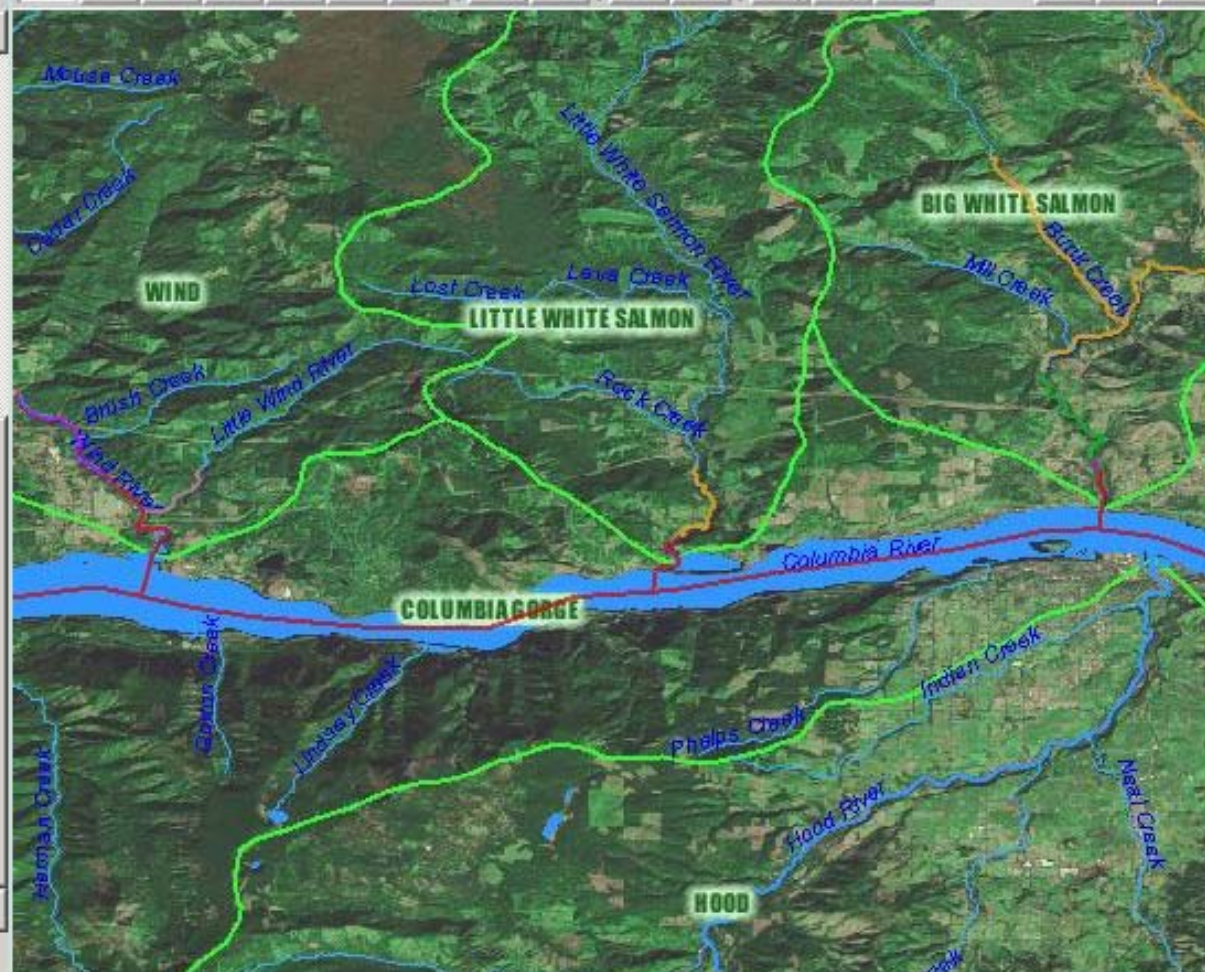 Mouse Creek
Little White Salmon River
Cedar Creek
BIG WHITE SALMON
Buck Creek
Mill Creek
WIND
Lost Creek
Lava Creek
LITTLE WHITE SALMON
Brush Creek
Little Wind River
Rock Creek
Wind River
Columbia River
COLUMBIA GORGE
Gorton Creek
Lindsey Creek
Indian Creek
Phelps Creek
Herman Creek
Hood River
Neal Creek
HOOD